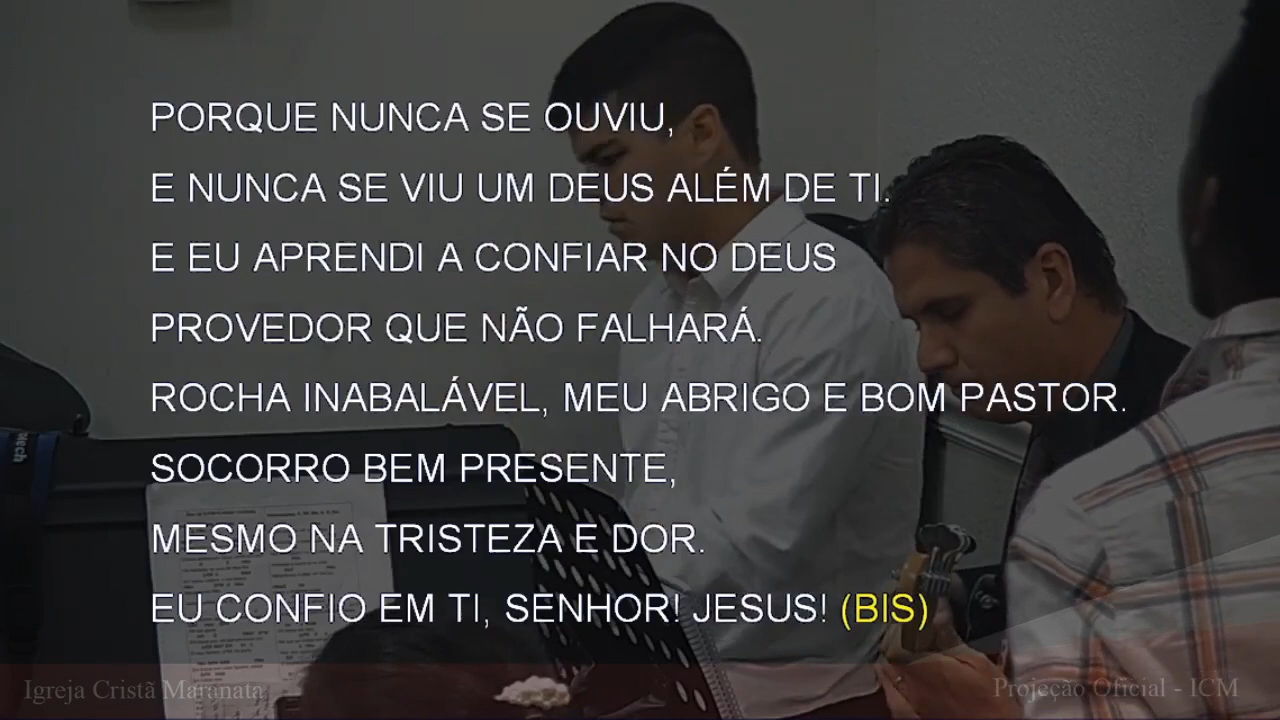 PORQUE NUNCA SE OUVIU,
E NUNCA SE VIU UM DEUS ALÉM DE TI.
E EU APRENDI A CONFIAR NO DEUS
PROVEDOR QUE NÃO FALHARÁ.
ROCHA INABALÁVEL, MEU ABRIGO E BOM PASTOR.
SOCORRO BEM PRESENTE,
MESMO NA TRISTEZA E DOR.
EU CONFIO EM TI, SENHOR! JESUS! (BIS)
Igreja Cristã Maranata
Projeção Oficial - ICM